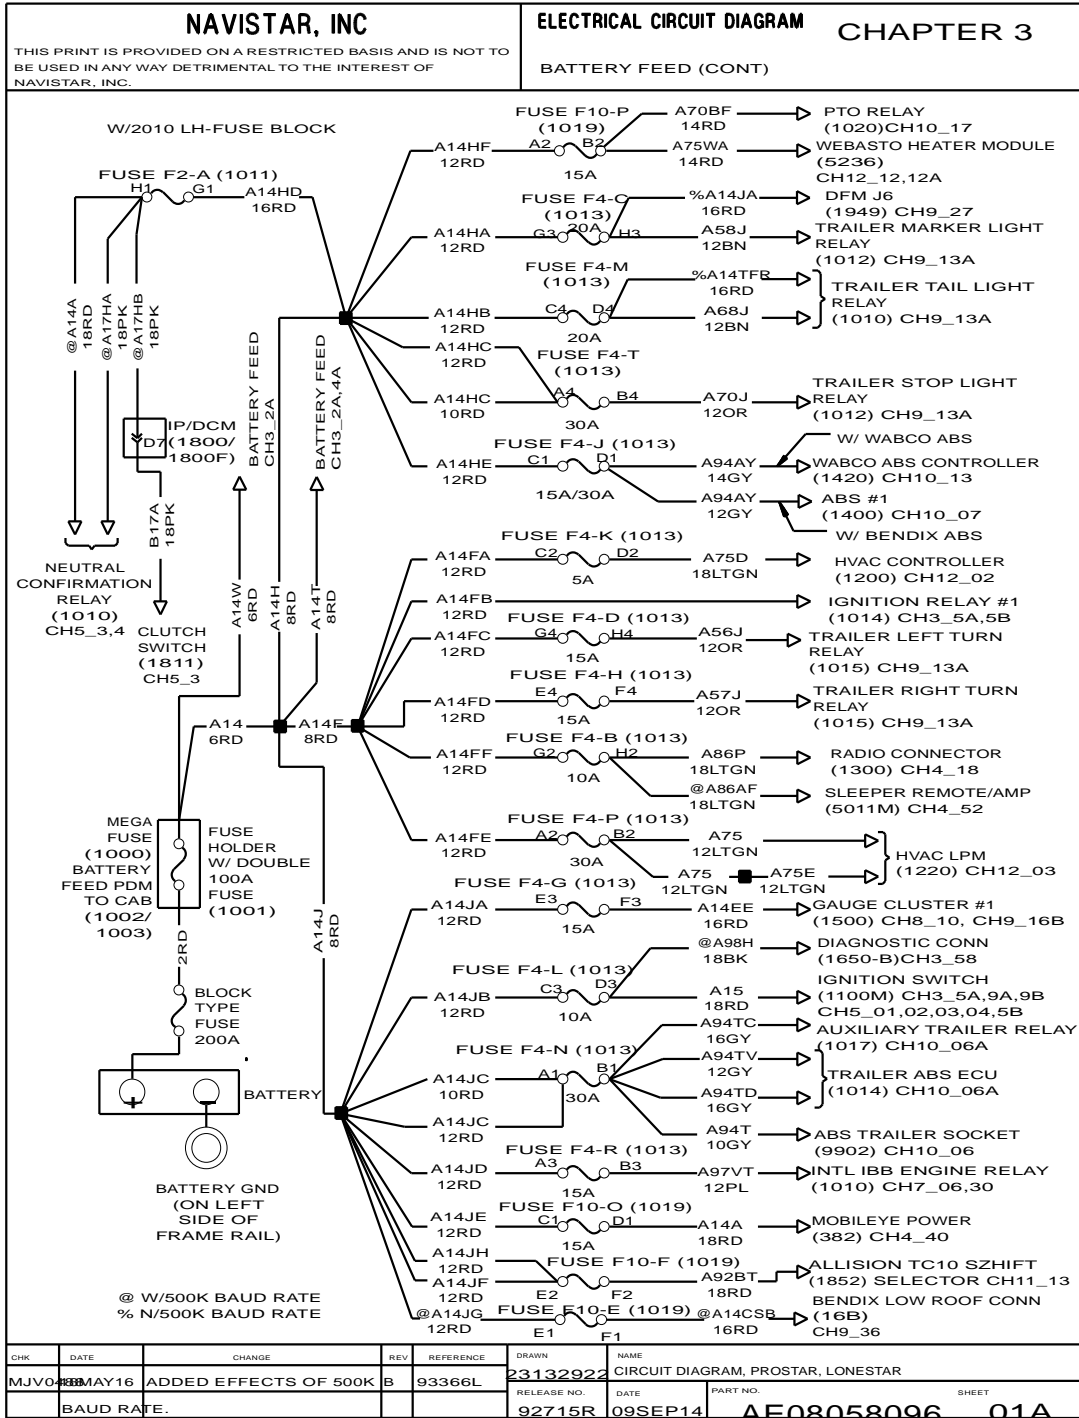 NAVISTAR, INC
THIS PRINT IS PROVIDED ON A RESTRICTED BASIS AND IS NOT TO
BE USED IN ANY WAY DETRIMENTAL TO THE INTEREST OF
NAVISTAR, INC.
ELECTRICAL CIRCUIT DIAGRAM
CHAPTER 3
BATTERY FEED (CONT)
W/2010 LH-FUSE BLOCK
FUSE F2-A (1011)
H1
G1
A14HD
16RD
@A14A
18RD
@A17HA
18PK
@A17HB
18PK
D7
IP/DCM
(1800/
1800F)
B17A
18PK
NEUTRAL
CONFIRMATION
RELAY
(1010)
CH5_3,4
CLUTCH
SWITCH
(1811)
CH5_3
BATTERY FEED
CH3_2A
BATTERY FEED
CH3_2A,4A
A14W
6RD
A14H
8RD
A14T
8RD
A14
6RD
A14F
8RD
A14J
8RD
MEGA
FUSE
(1000)
BATTERY
FEED PDM
TO CAB
(1002/
1003)
FUSE
HOLDER
W/ DOUBLE
100A
FUSE
(1001)
2RD
BLOCK
TYPE
FUSE
200A
BATTERY
BATTERY GND
(ON LEFT
SIDE OF
FRAME RAIL)
@ W/500K BAUD RATE
% N/500K BAUD RATE
A14HF
12RD
FUSE F10-P
(1019)
A2
B2
15A
A70BF
14RD
PTO RELAY
(1020)CH10_17
A75WA
14RD
WEBASTO HEATER MODULE
(5236)
CH12_12,12A
A14HA
12RD
FUSE F4-C
(1013)
20A
G3
H3
%A14JA
16RD
DFM J6
(1949) CH9_27
A58J
12BN
TRAILER MARKER LIGHT
RELAY
(1012) CH9_13A
A14HB
12RD
FUSE F4-M
(1013)
C4
D4
20A
%A14TFR
16RD
A68J
12BN
TRAILER TAIL LIGHT
RELAY
(1010) CH9_13A
A14HC
12RD
A14HC
10RD
FUSE F4-T
(1013)
A4
B4
30A
A70J
12OR
TRAILER STOP LIGHT
RELAY
(1012) CH9_13A
A14HE
12RD
FUSE F4-J (1013)
C1
D1
15A/30A
A94AY
14GY
W/ WABCO ABS
WABCO ABS CONTROLLER
(1420) CH10_13
A94AY
12GY
ABS #1
(1400) CH10_07
W/ BENDIX ABS
A14FA
12RD
FUSE F4-K (1013)
C2
D2
5A
A75D
18LTGN
HVAC CONTROLLER
(1200) CH12_02
A14FB
12RD
IGNITION RELAY #1
(1014) CH3_5A,5B
A14FC
12RD
FUSE F4-D (1013)
G4
H4
15A
A56J
12OR
TRAILER LEFT TURN
RELAY
(1015) CH9_13A
A14FD
12RD
FUSE F4-H (1013)
E4
F4
15A
A57J
12OR
TRAILER RIGHT TURN
RELAY
(1015) CH9_13A
A14FF
12RD
FUSE F4-B (1013)
G2
H2
10A
A86P
18LTGN
RADIO CONNECTOR
(1300) CH4_18
@A86AF
18LTGN
SLEEPER REMOTE/AMP
(5011M) CH4_52
A14FE
12RD
FUSE F4-P (1013)
A2
B2
30A
A75
12LTGN
A75
12LTGN
A75E
12LTGN
HVAC LPM
(1220) CH12_03
A14JA
12RD
FUSE F4-G (1013)
E3
F3
15A
A14EE
16RD
GAUGE CLUSTER #1
(1500) CH8_10, CH9_16B
A14JB
12RD
FUSE F4-L (1013)
C3
D3
10A
@A98H
18BK
DIAGNOSTIC CONN
(1650-B)CH3_58
A15
18RD
IGNITION SWITCH
(1100M) CH3_5A,9A,9B
CH5_01,02,03,04,5B
A14JC
10RD
A14JC
12RD
FUSE F4-N (1013)
A1
B1
30A
A94TC
16GY
AUXILIARY TRAILER RELAY
(1017) CH10_06A
A94TV
12GY
A94TD
16GY
TRAILER ABS ECU
(1014) CH10_06A
A94T
10GY
ABS TRAILER SOCKET
(9902) CH10_06
A14JD
12RD
FUSE F4-R (1013)
A3
B3
15A
A97VT
12PL
INTL IBB ENGINE RELAY
(1010) CH7_06,30
A14JE
12RD
FUSE F10-O (1019)
C1
D1
15A
A14A
18RD
MOBILEYE POWER
(382) CH4_40
A14JH
12RD
A14JF
12RD
FUSE F10-F (1019)
E2
F2
A92BT
18RD
ALLISION TC10 SZHIFT
(1852) SELECTOR CH11_13
@A14JG
12RD
FUSE F10-E (1019)
E1
F1
@A14CSB
16RD
BENDIX LOW ROOF CONN
(16B)
CH9_36
CHK DATE CHANGE REV REFERENCE
MAY16 ADDED EFFECTS OF 500K B 93366L
BAUD RATE.
DRAWN
23132922
NAME
CIRCUIT DIAGRAM, PROSTAR, LONESTAR
RELEASE NO.
92715R
DATE
09SEP14
PART NO.
AF08058096
SHEET
01A